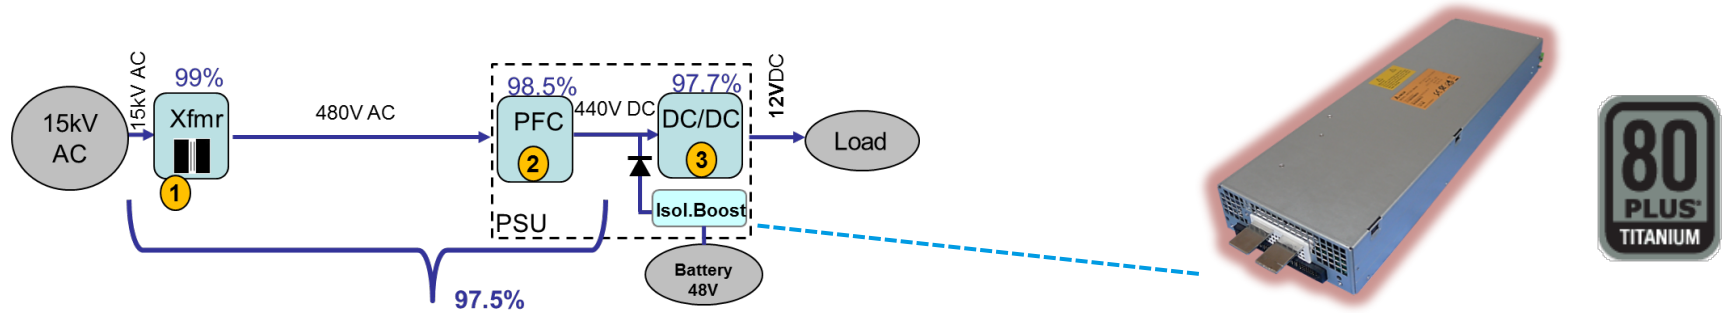 15kV
AC
15kV AC
99%
Xfmr
1
480V AC
98.5%
PFC
2
440V DC
97.7%
DC/DC
3
12VDC
Load
Isol.Boost
PSU
Battery
48V
97.5%
80
PLUS®
TITANIUM